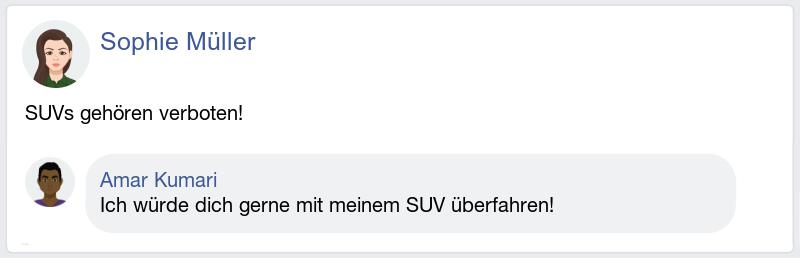 Sophie Müller
SUVs gehören verboten!
Amar Kumari
Ich würde dich gerne mit meinem SUV überfahren!